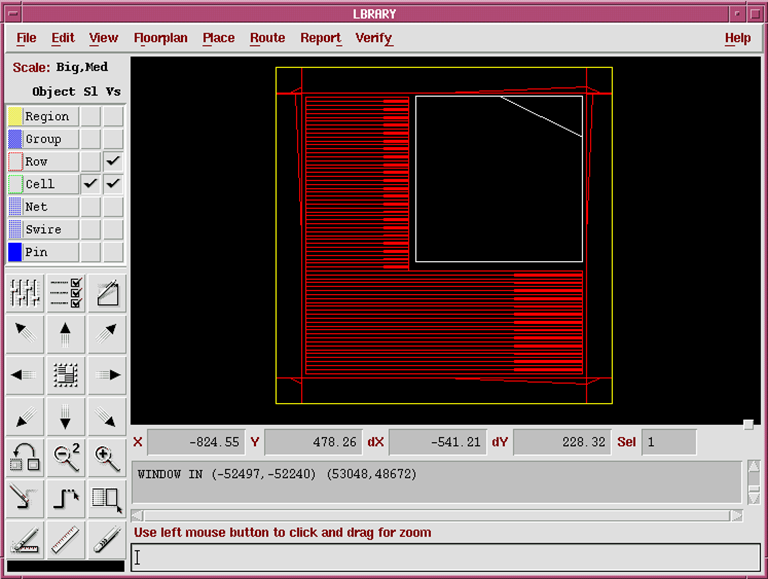 LBRARY
File Edit View Floorplan Place Route Report Verify Help
Scale: Big,Med
Object Sl Vs
Region
Group
Row
Cell
Net
Swire
Pin
2
X -824.55 Y 478.26 dX -541.21 dY 228.32 Sel 1
WINDOW IN (-52497,-52240) (53048,48672)
Use left mouse button to click and drag for zoom